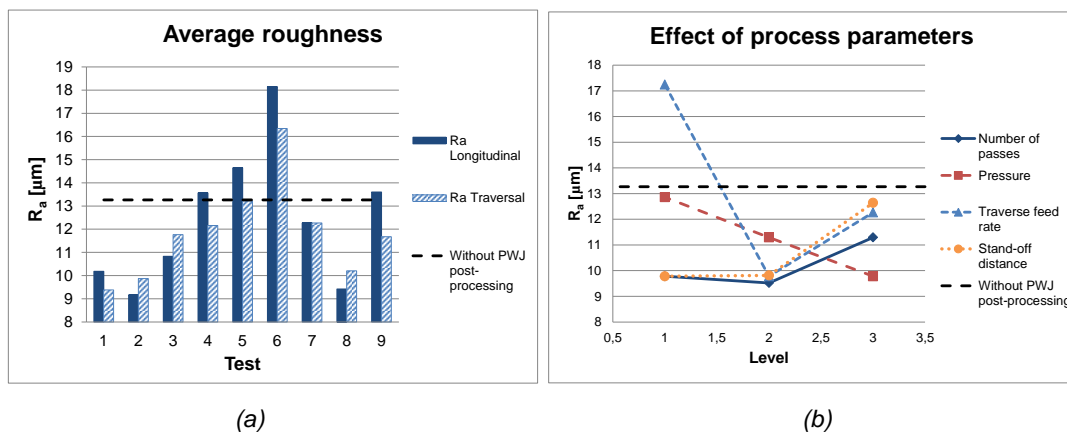 Average roughness
19
18
17
16
15
14
13
12
11
10
9
8
Ra [µm]
1 2 3 4 5 6 7 8 9
Test
Ra
Longitudinal
Ra Traversal
Without PWJ
post-
processing
(a)
Effect of process parameters
18
17
16
15
14
13
12
11
10
9
8
Ra [µm]
0,5 1 1,5 2 2,5 3 3,5
Level
Number of
passes
Pressure
Traverse feed
rate
Stand-off
distance
Without PWJ
post-processing
(b)